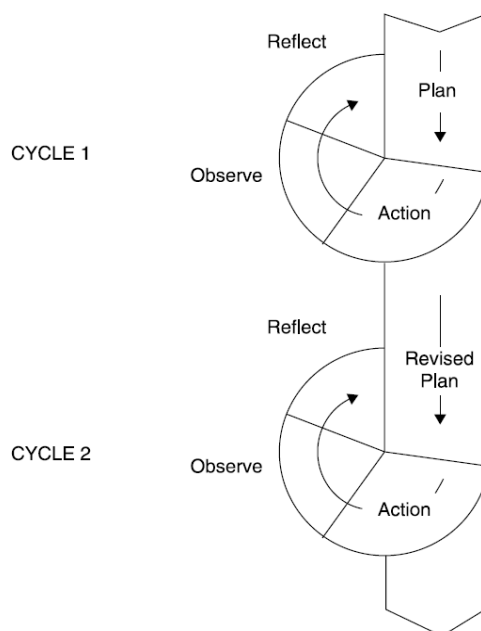 Reflect
Plan
CYCLE 1
Observe
Action
Reflect
Revised
Plan
CYCLE 2
Observe
Action